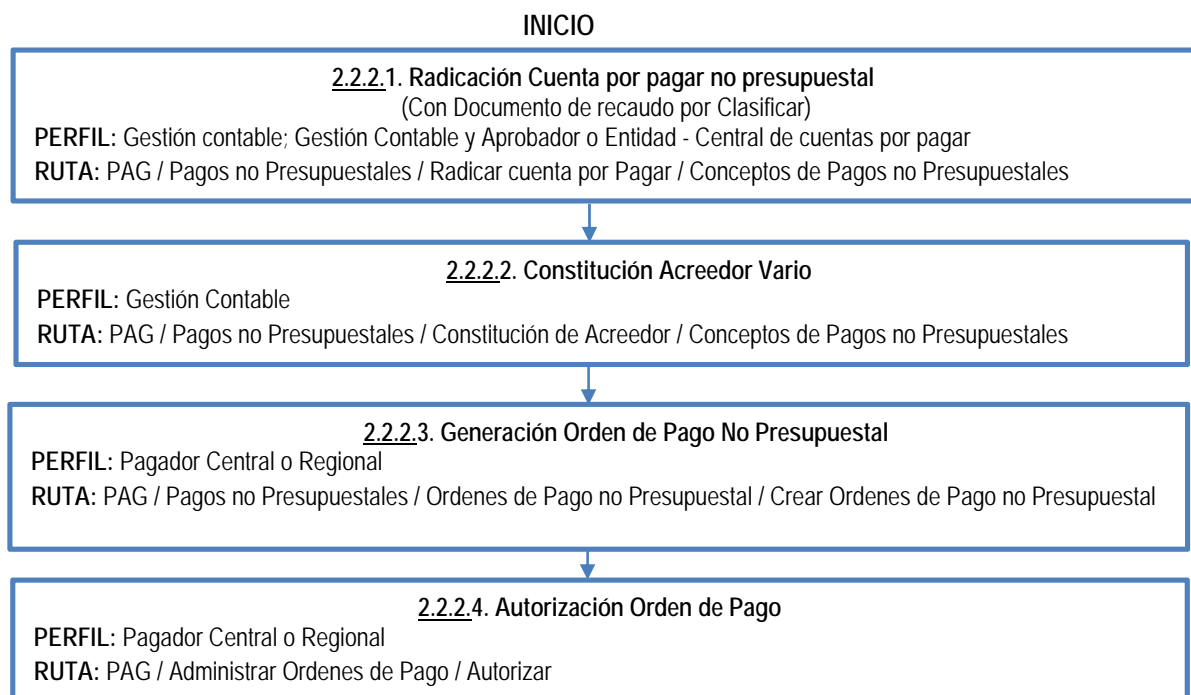 INICIO
2.2.2.1. Radicación Cuenta por pagar no presupuestal
(Con Documento de recaudo por Clasificar)
PERFIL: Gestión contable; Gestión Contable y Aprobador o Entidad - Central de cuentas por pagar
RUTA: PAG / Pagos no Presupuestales / Radicar cuenta por Pagar / Conceptos de Pagos no Presupuestales
2.2.2.2. Constitución Acreedor Vario
PERFIL: Gestión Contable
RUTA: PAG / Pagos no Presupuestales / Constitución de Acreedor / Conceptos de Pagos no Presupuestales
2.2.2.3. Generación Orden de Pago No Presupuestal
PERFIL: Pagador Central o Regional
RUTA: PAG / Pagos no Presupuestales / Ordenes de Pago no Presupuestal / Crear Ordenes de Pago no Presupuestal
2.2.2.4. Autorización Orden de Pago
PERFIL: Pagador Central o Regional
RUTA: PAG / Administrar Ordenes de Pago / Autorizar